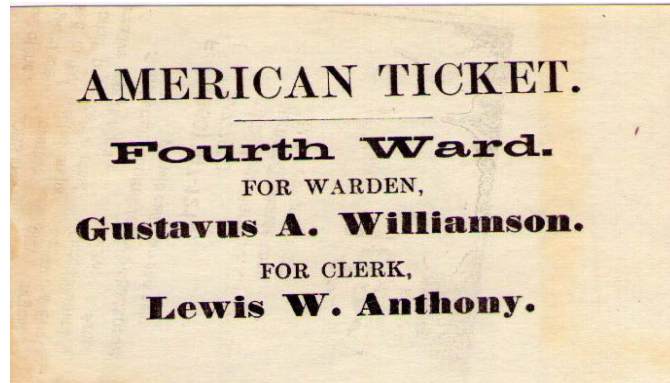 AMERICAN TICKET.
Fourth Ward.
FOR WARDEN,
Gustavus A. Williamson.
FOR CLERK,
Lewis W. Anthony.